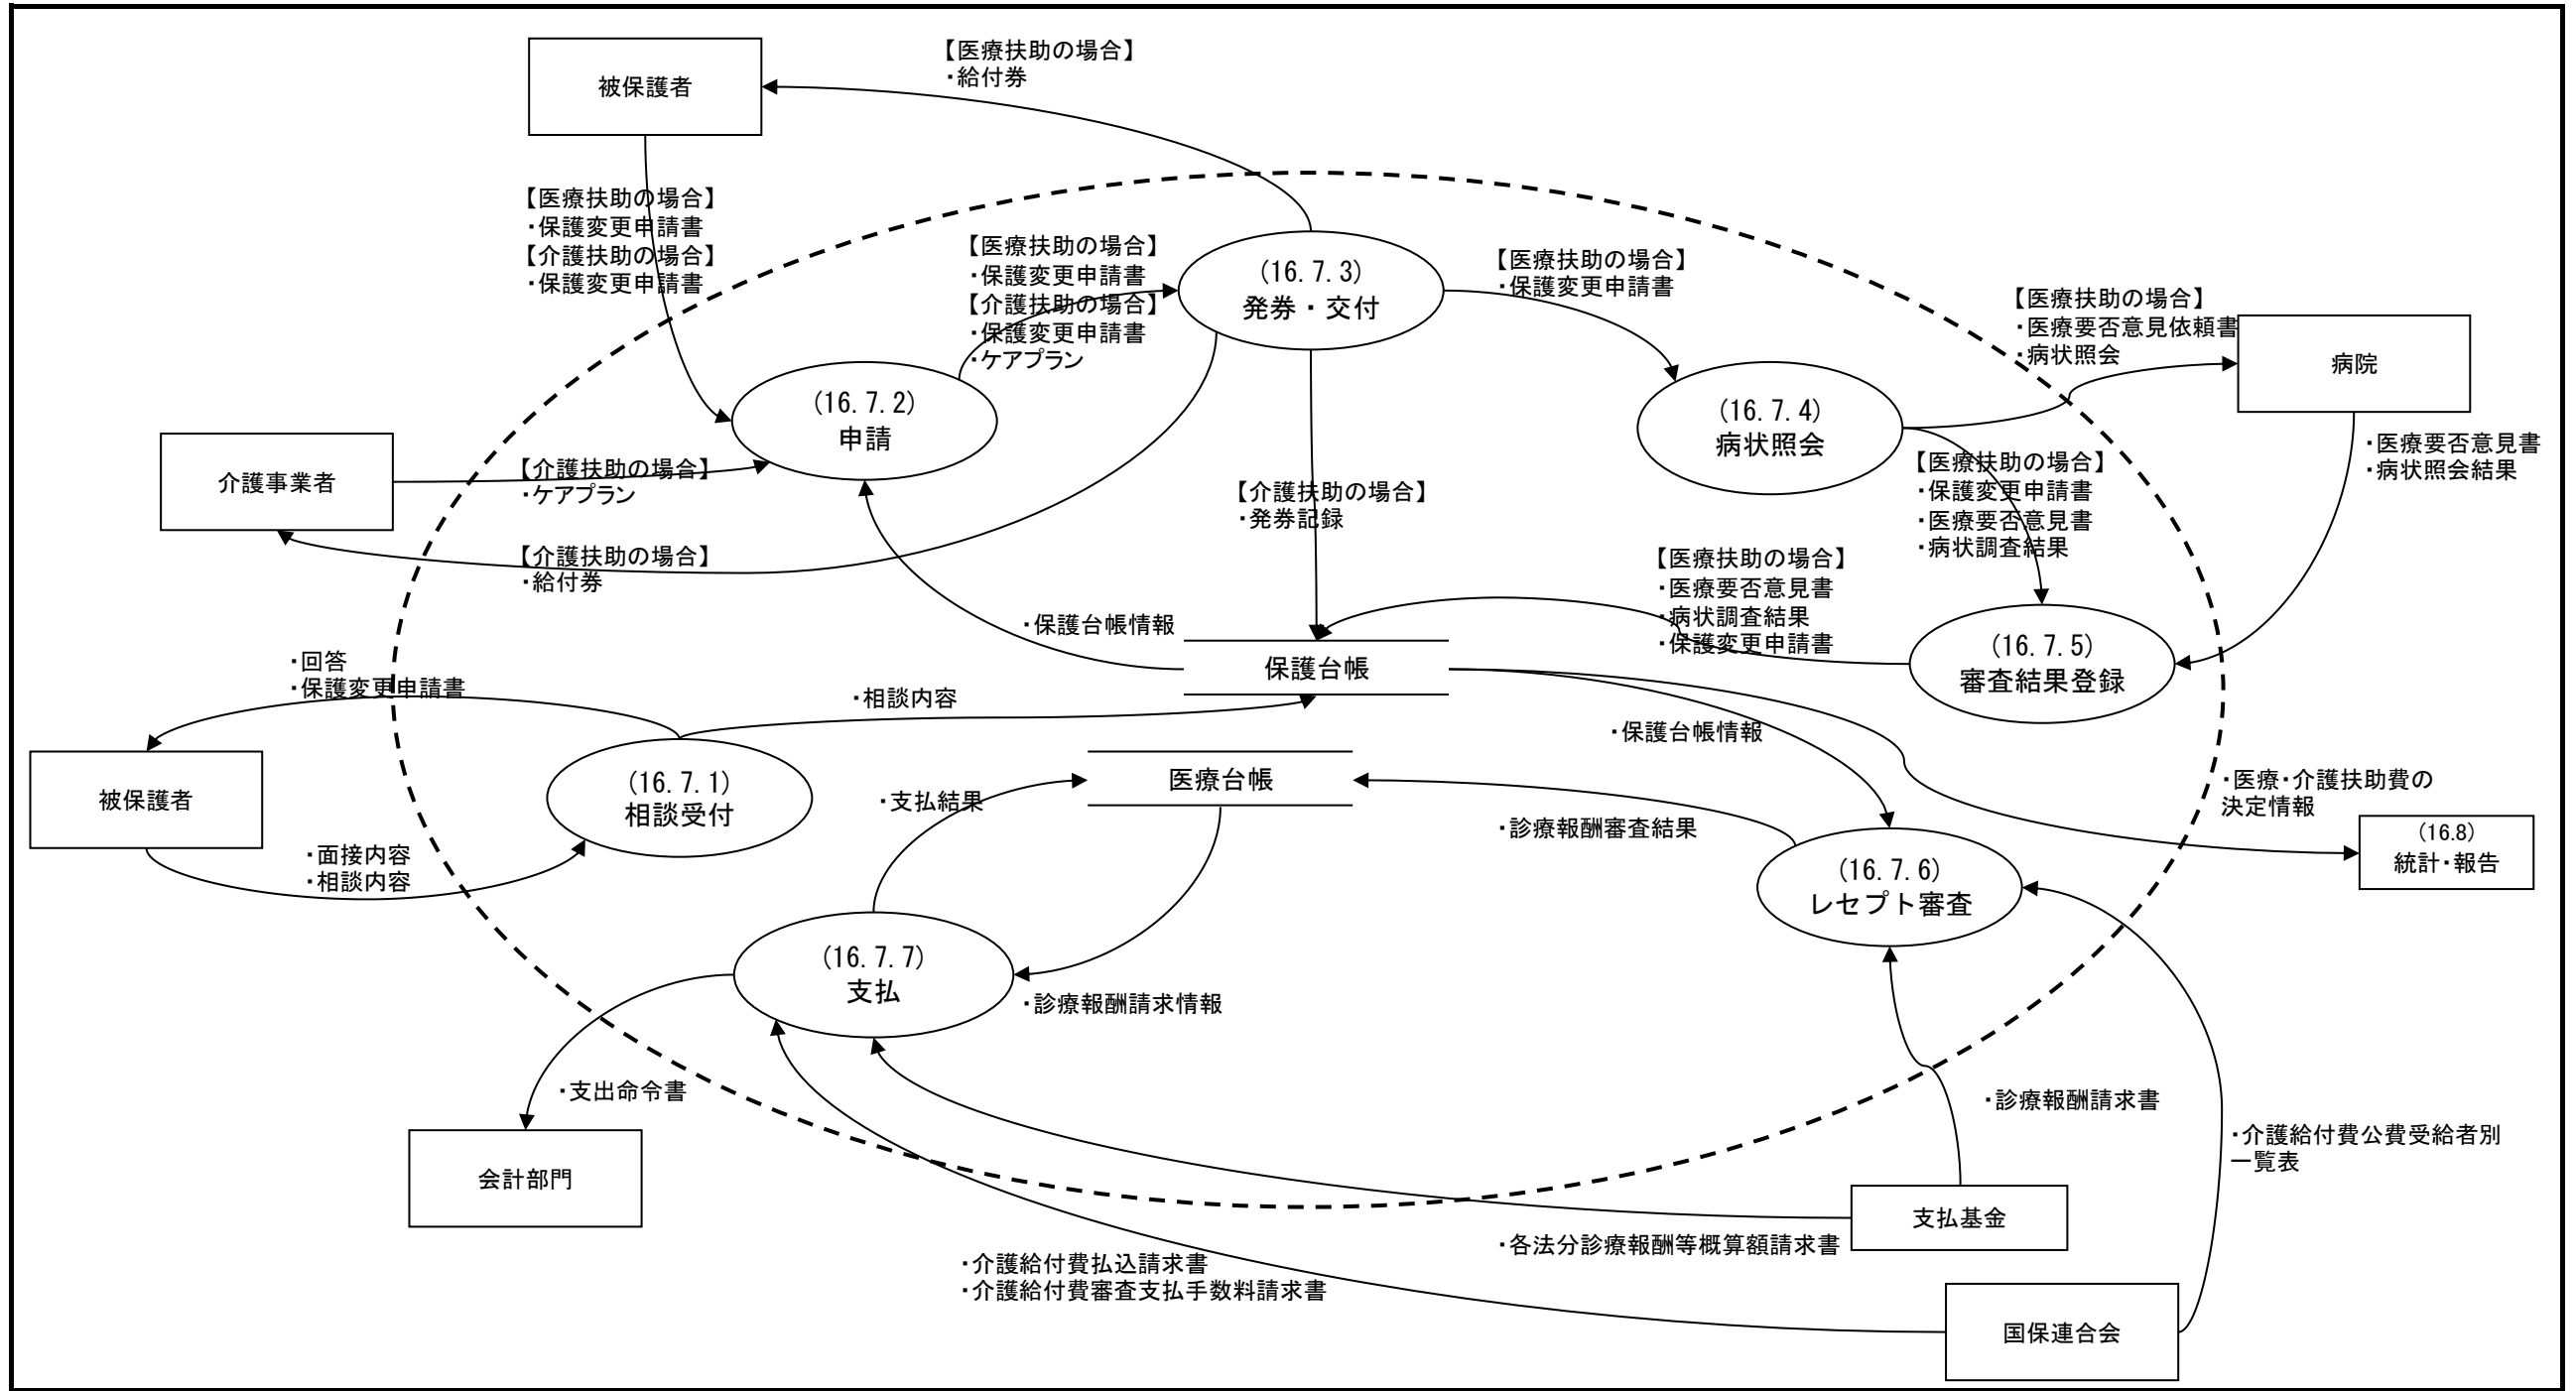 被保護者
【医療扶助の場合】
・給付券
【医療扶助の場合】
・保護変更申請書
【介護扶助の場合】
・保護変更申請書
【医療扶助の場合】
・保護変更申請書
【介護扶助の場合】
・保護変更申請書
・ケアプラン
(16.7.3)
発券・交付
【医療扶助の場合】
・保護変更申請書
【医療扶助の場合】
・医療要否意見依頼書
・病状照会
病院
(16.7.2)
申請
(16.7.4)
病状照会
・医療要否意見書
・病状照会結果
介護事業者
【介護扶助の場合】
・ケアプラン
【介護扶助の場合】
・発券記録
【医療扶助の場合】
・保護変更申請書
・医療要否意見書
・病状調査結果
【介護扶助の場合】
・給付券
【医療扶助の場合】
・医療要否意見書
・病状調査結果
・保護変更申請書
・保護台帳情報
保護台帳
(16.7.5)
審査結果登録
・回答
・保護変更申請書
・相談内容
・保護台帳情報
被保護者
(16.7.1)
相談受付
医療台帳
・支払結果
・診療報酬審査結果
・医療・介護扶助費の
決定情報
(16.8)
統計・報告
・面接内容
・相談内容
(16.7.6)
レセプト審査
(16.7.7)
支払
・診療報酬請求情報
・支出命令書
・診療報酬請求書
・介護給付費公費受給者別
一覧表
会計部門
支払基金
・各法分診療報酬等概算額請求書
・介護給付費払込請求書
・介護給付費審査支払手数料請求書
国保連合会